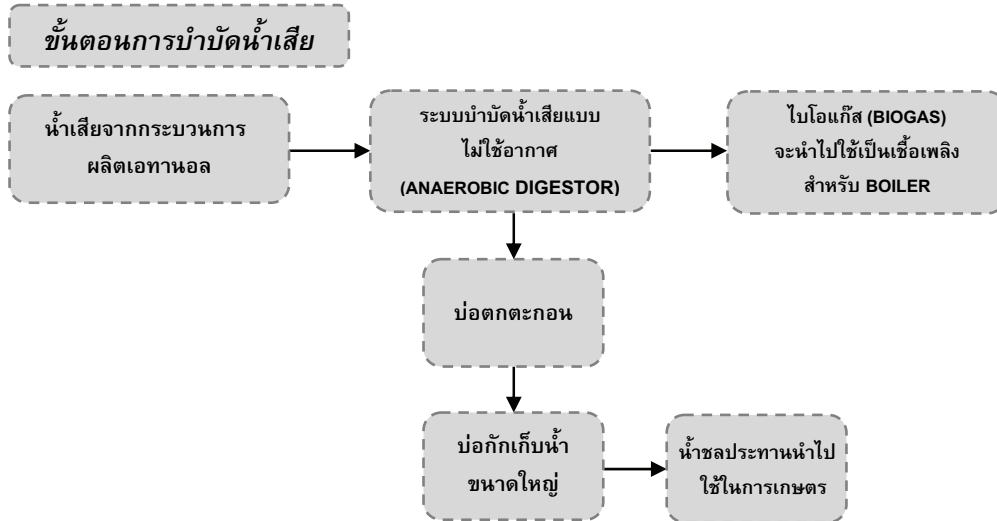 ขั้นตอนการบำบัดน้ำเสีย
น้ำเสียจากกระบวนการ
ผลิตเอทานอล
ระบบบำบัดน้ำเสียแบบ
ไม่ใช้อากาศ
(ANAEROBIC DIGESTOR)
ไบโอแก๊ส (BIOGAS)
จะนำไปใช้เป็นเชื้อเพลิง
สำหรับ BOILER
บ่อตกตะกอน
บ่อกักเก็บน้ำ
ขนาดใหญ่
น้ำชลประทานนำไป
ใช้ในการเกษตร